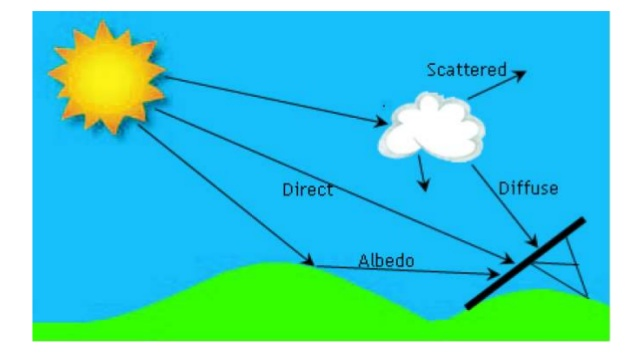 Scattered
Direct
Diffuse
Albedo